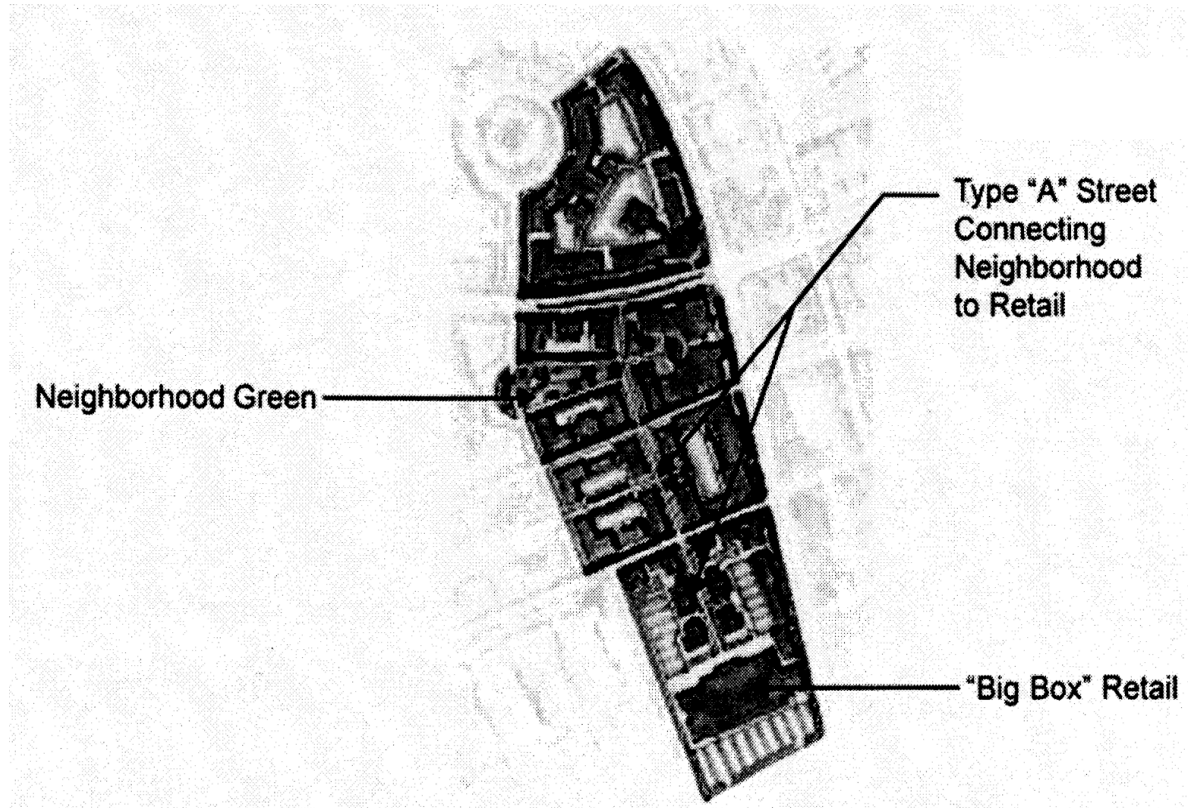 Type “A” Street
Connecting
Neighborhood
to Retail
Neighborhood Green
“Big Box” Retail